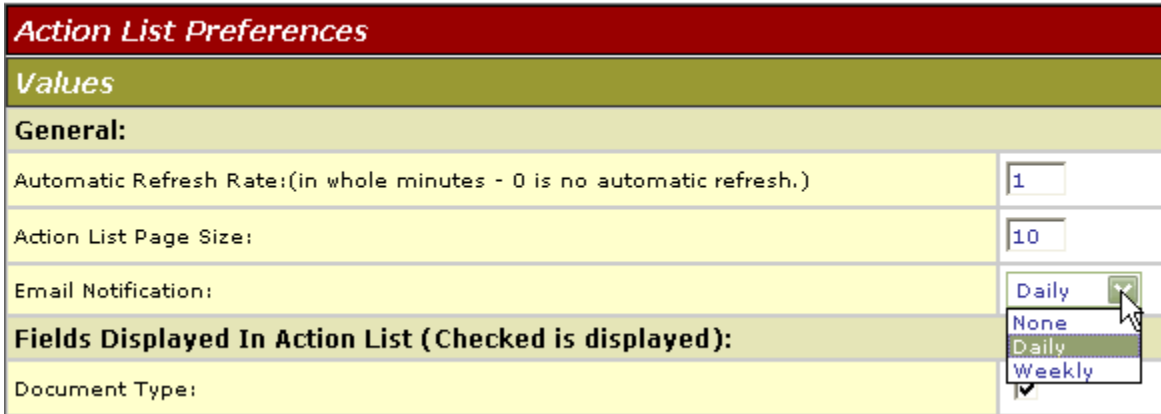 Action List Preferences
Values
General:
Automatic Refresh Rate:(in whole minutes - 0 is no automatic refresh.) 1
Action List Page Size: 10
Email Notification: Daily
None
Fields Displayed In Action List (Checked is displayed):
Daily
Weekly
Document Type: